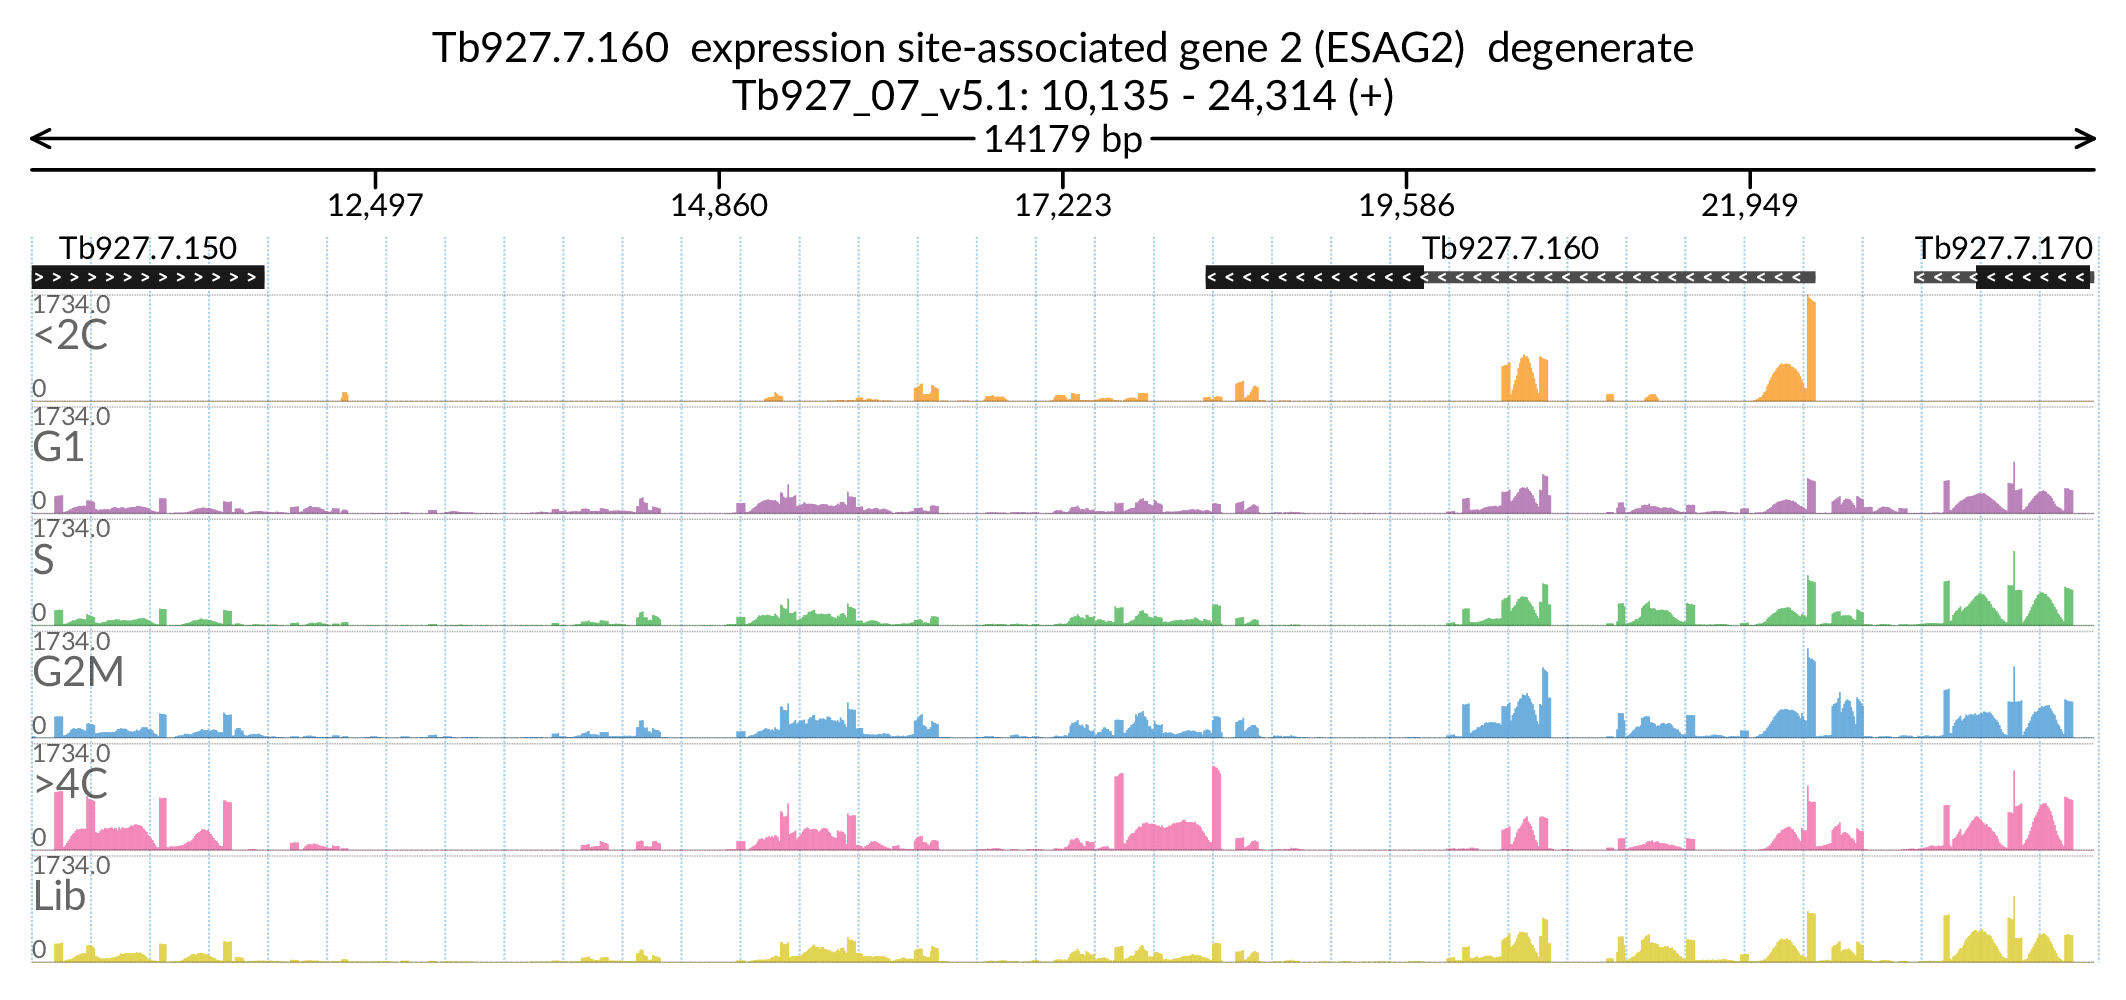 Tb927.7.160  expression site-associated gene 2 (ESAG2)  degenerate
Tb927_07_v5.1: 10,135 - 24,314 (+)
14179 bp
12,497 14,860 17,223 19,586 21,949
Tb927.7.150 Tb927.7.160 Tb927.7.170
1734.0
<2C
0
1734.0
G1
0
1734.0
S
0
1734.0
G2M
0
1734.0
>4C
0
1734.0
Lib
0